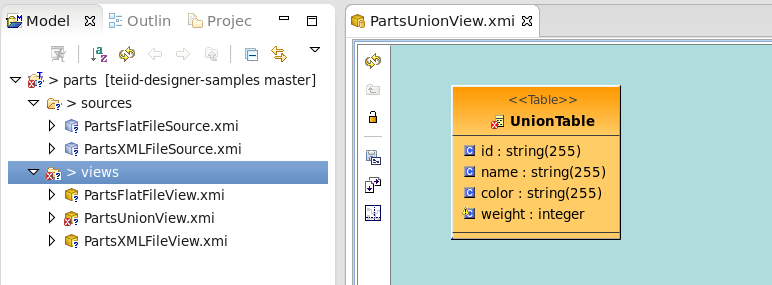 Model Outlin Projec
> parts [teiid-designer-samples master]
> sources
PartsFlatFileSource.xmi
PartsXMLFileSource.xmi
> views
PartsFlatFileView.xmi
PartsUnionView.xmi
PartsXMLFileView.xmi
PartsUnionView.xmi
<<Table>>
UnionTable
id : string(255)
name : string(255)
color : string(255)
weight : integer